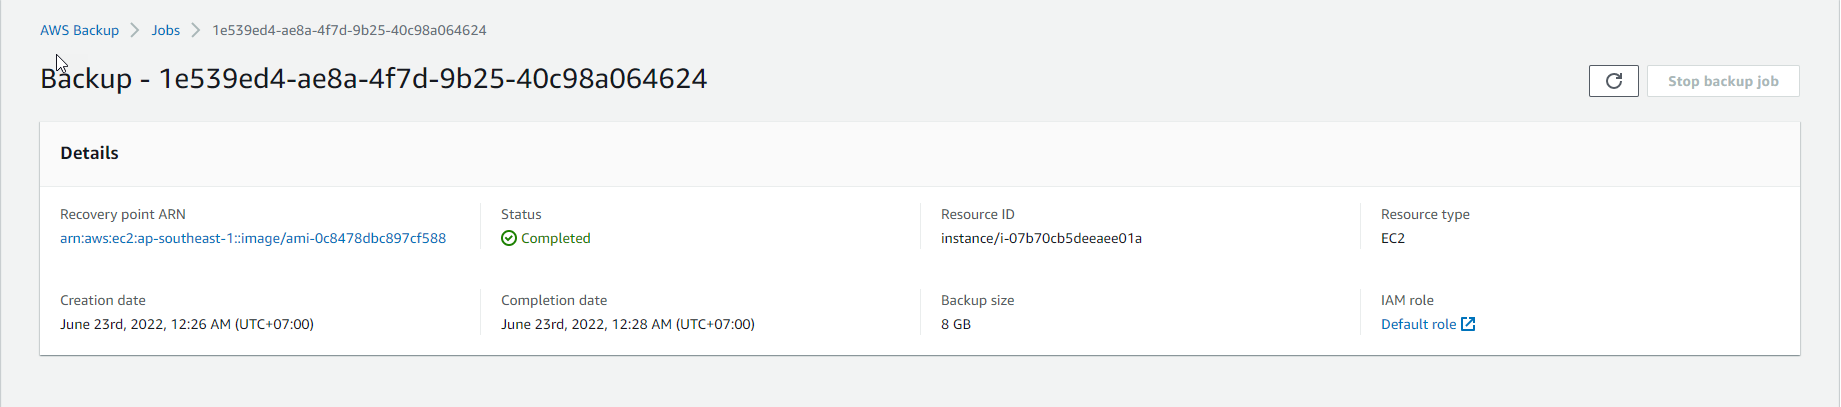 AWS Backup > Jobs > 1e539ed4-ae8a-4f7d-9b25-40c98a064624
Backup - 1e539ed4-ae8a-4f7d-9b25-40c98a064624
Stop backup job
Details
Recovery point ARN
arn:aws:ec2:ap-southeast-1::image/ami-0c8478dbc897cf588
Status
Completed
Resource ID
instance/i-07b70cb5deeaee01a
Resource type
EC2
Creation date
June 23rd, 2022, 12:26 AM (UTC+07:00)
Completion date
June 23rd, 2022, 12:28 AM (UTC+07:00)
Backup size
8 GB
IAM role
Default role